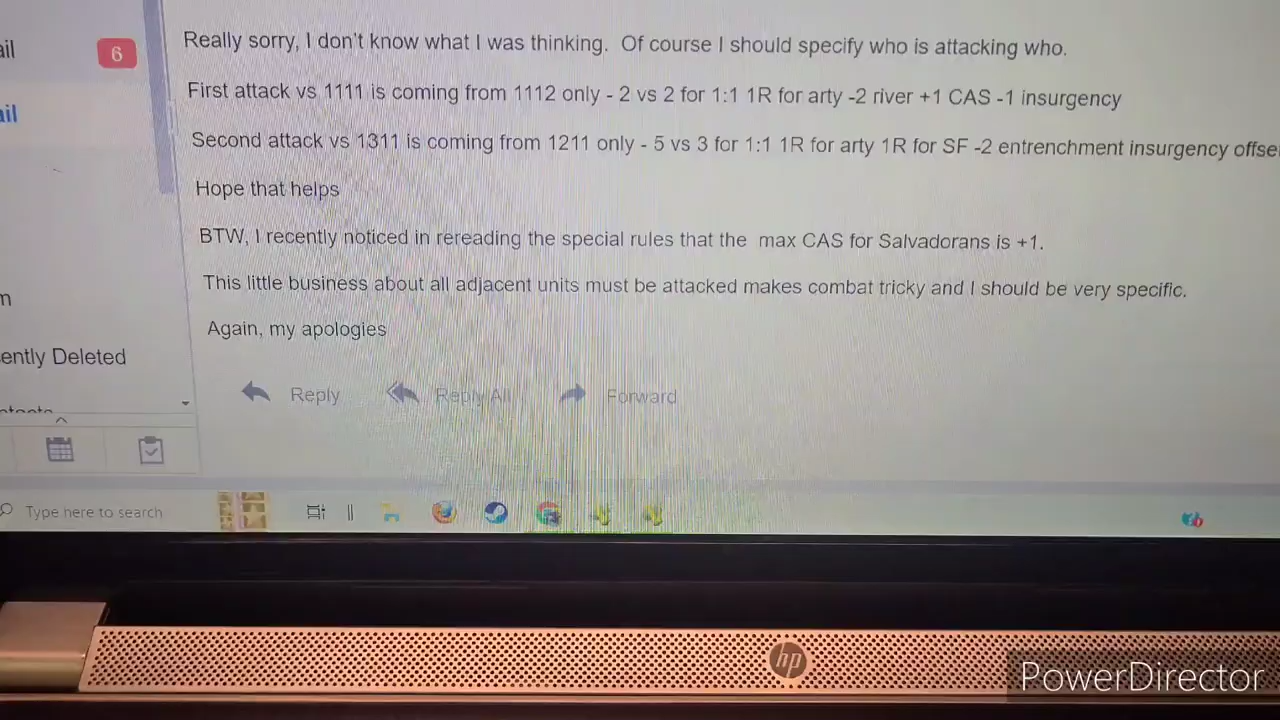 ail
6
Really sorry, I don't know what I was thinking.  Of course I should specify who is attacking who.
ail
First attack vs 1111 is coming from 1112 only - 2 vs 2 for 1:1 1R for arty -2 river +1 CAS -1 insurgency
Second attack vs 1311 is coming from 1211 only - 5 vs 3 for 1:1 1R for arty 1R for SF -2 entrenchment insurgency offse
Hope that helps
BTW, I recently noticed in rereading the special rules that the  max CAS for Salvadorans is +1.
This little business about all adjacent units must be attacked makes combat tricky and I should be very specific.
m
Again, my apologies
ently Deleted
Reply
Reply All
Forward
Type here to search
hp
PowerDirector